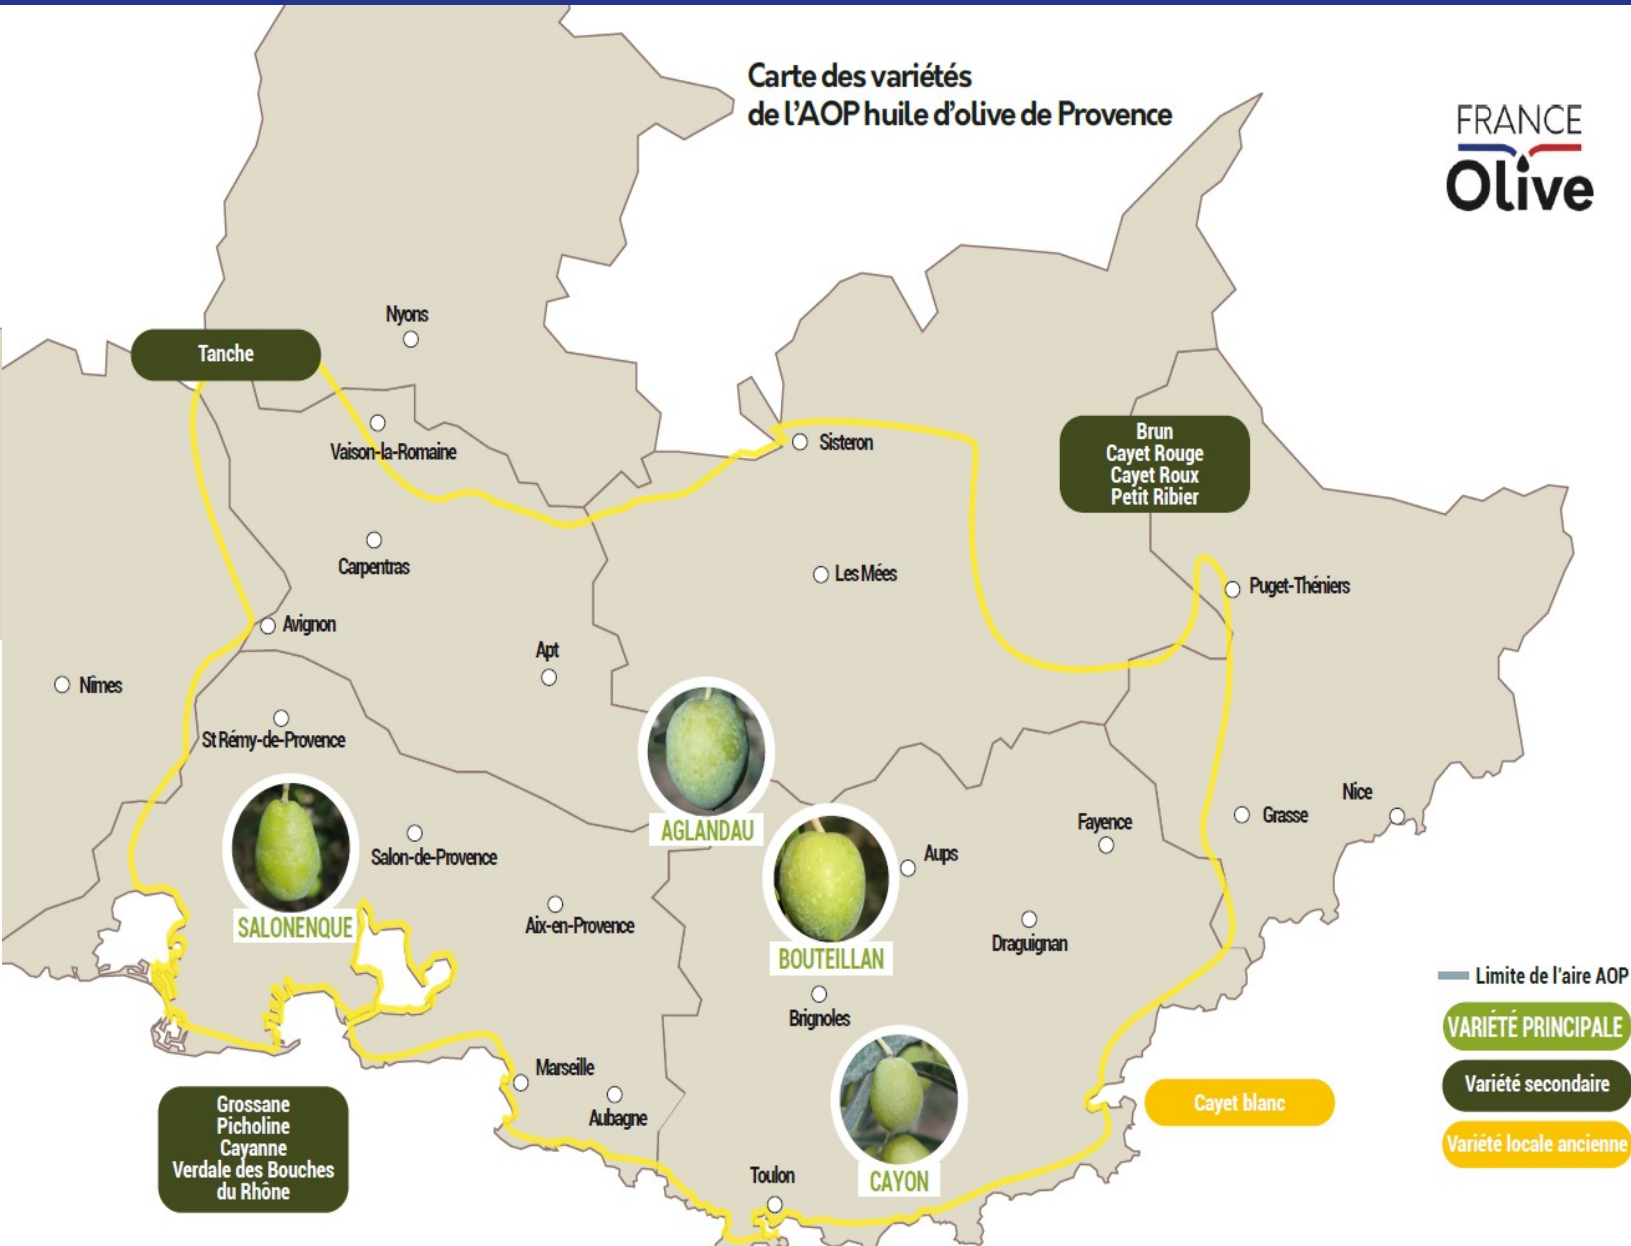 Carte des variétés
de l'AOP huile d'olive de Provence
FRANCE
Olive
Nyons
Tanche
Vaison-la-Romaine
Sisteron
Brun
Cayet Rouge
Cayet Roux
Petit Ribier
Carpentras
Les Mées
Puget-Théniers
Avignon
Apt
Nîmes
St Rémy-de-Provence
AGLANDAU
Salon-de-Provence
SALONENQUE
Aix-en-Provence
Aups
BOUTEILLAN
Fayence
Grasse
Nice
Draguignan
Brignoles
Limite de l'aire AOP
VARIÉTÉ PRINCIPALE
Variété secondaire
Variété locale ancienne
Marseille
Aubagne
Cayet blanc
Grossane
Picholine
Cayanne
Verdale des Bouches
du Rhône
Toulon
CAYON